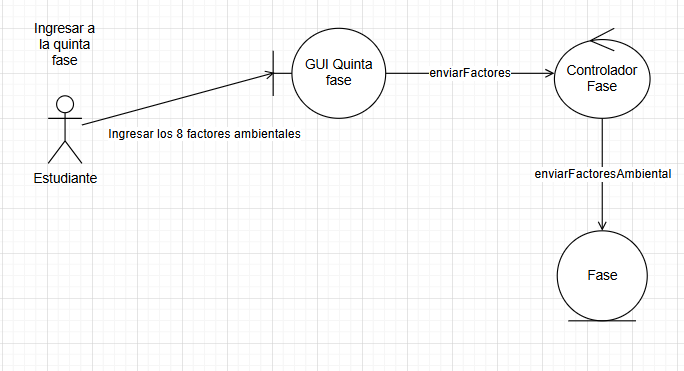 Ingresar a
la quinta
fase
GUI Quinta
fase
enviarFactores
Controlador
Fase
Ingresar los 8 factores ambientales
Estudiante
enviarFactoresAmbiental
Fase